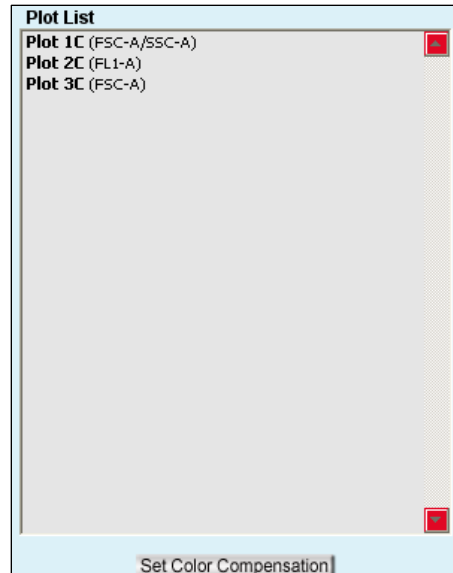 Plot List
Plot 1C (FSC-A/SSC-A)
Plot 2C (FL1-A)
Plot 3C (FSC-A)
Set Color Compensation